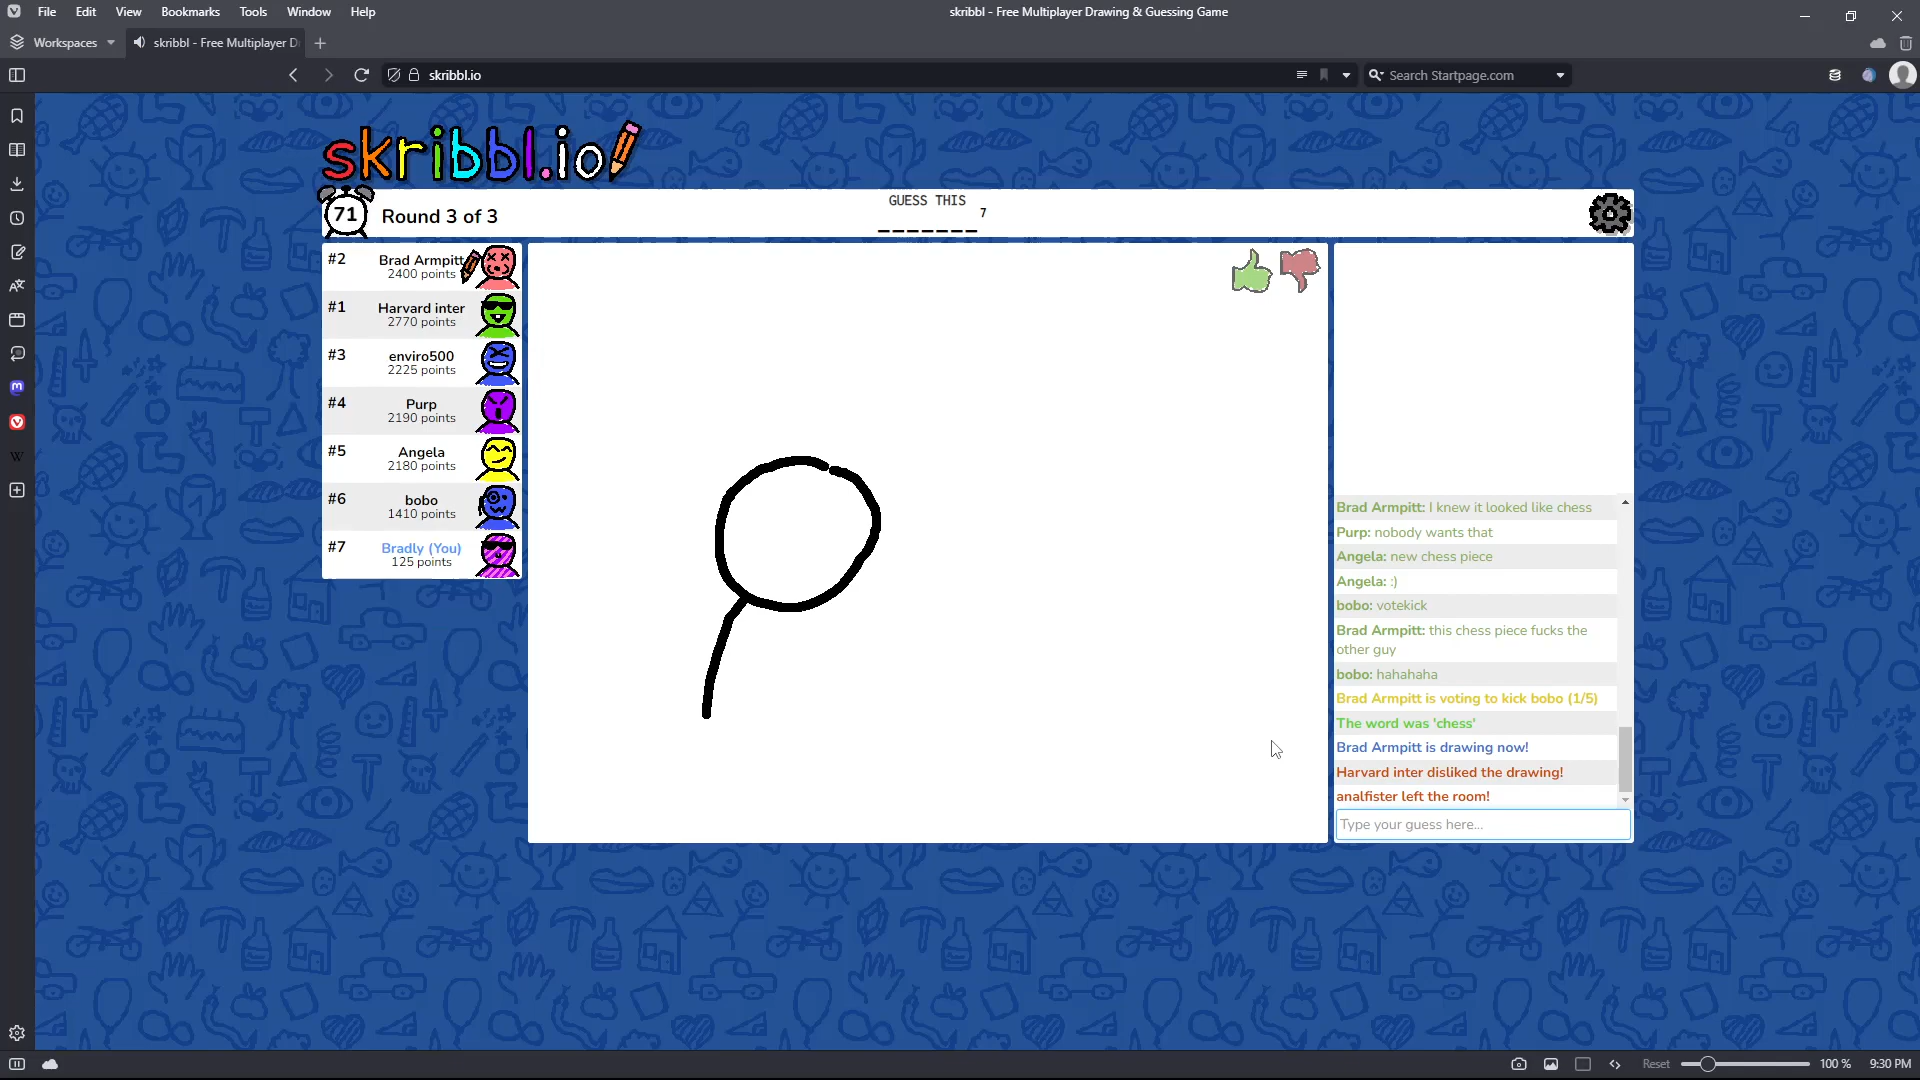 File Edit View Bookmarks Tools Window Help
skribbl - Free Multiplayer Drawing & Guessing Game
Workspaces
skribbl - Free Multiplayer D
skribbl.io
Search Startpage.com
skribbl.io
71
Round 3 of 3
GUESS THIS
_______ 7
#2 Brad Armpitt
2400 points
#1 Harvard inter
2770 points
#3 enviro500
2225 points
#4 Purp
2190 points
#5 Angela
2180 points
#6 bobo
1410 points
#7 Bradly (You)
125 points
Brad Armpitt: I knew it looked like chess
Purp: nobody wants that
Angela: new chess piece
Angela: :)
bobo: votekick
Brad Armpitt: this chess piece fucks the
other guy
bobo: hahahaha
Brad Armpitt is voting to kick bobo (1/5)
The word was 'chess'
Brad Armpitt is drawing now!
Harvard inter disliked the drawing!
analfister left the room!
Type your guess here...
Reset 100 % 9:30 PM